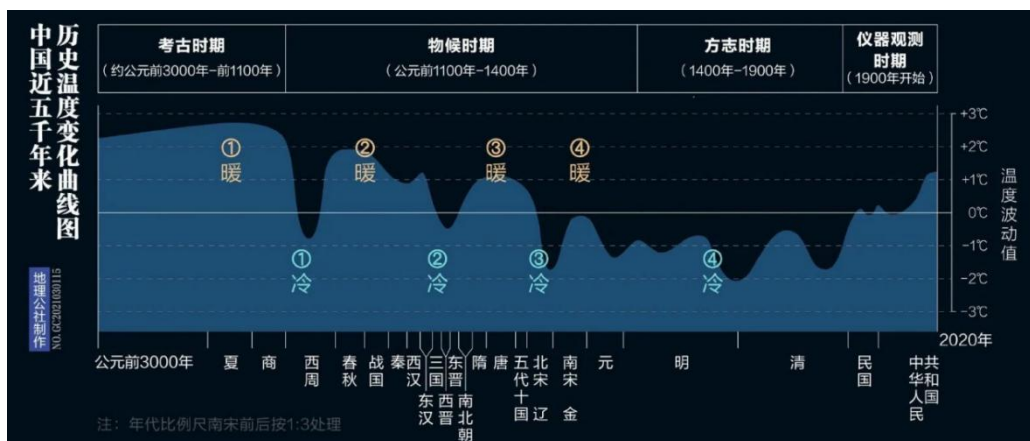 中国近五千年来
历史温度变化曲线图
地理公社制作
NO.GC2021030115
考古时期
（约公元前3000年-前1100年）
物候时期
（公元前1100年-1400年）
方志时期
（1400年-1900年）
仪器观测
时期
（1900年开始）
+3℃
+2℃
+1℃
0℃
-1℃
-2℃
-3℃
温度波动值
① 暖
② 暖
③ 暖
④ 暖
① 冷
② 冷
③ 冷
④ 冷
2020年
公元前3000年
夏
商
西周
春秋
战国
秦
西汉
东汉
三国
西晋
东晋
南北朝
隋
唐
五代十国
北宋
辽
南宋
金
元
明
清
民国
中华人民
共和国
注：年代比例尺南宋前后按1:3处理